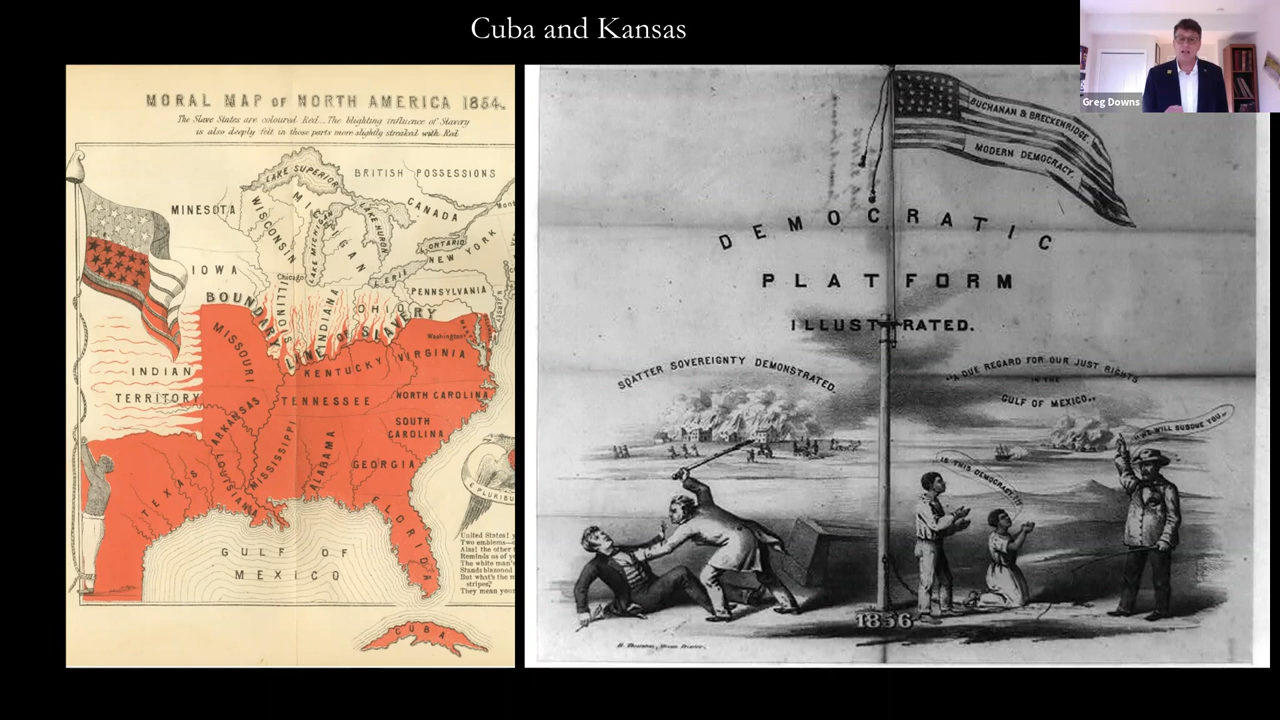 Cuba and Kansas
Greg Downs
MORAL MAP OF NORTH AMERICA 1854.
The Slave States are coloured Red... The blighting influence of Slavery
is also deeply felt in those parts more slightly streaked with Red
LAKE SUPERIOR
BRITISH POSSESSIONS
MINESOTA
WISCONSIN
MICHIGAN
LAKE MICHIGAN
LAKE HURON
CANADA
ONTARIO
NEW YORK
IOWA
Chicago
L. ERIE
PENNSYLVANIA
ILLINOIS
INDIANA
OHIO
BOUNDARY LINE OF SLAVERY
Washington
MISSOURI
KENTUCKY
VIRGINIA
INDIAN
TERRITORY
ARKANSAS
TENNESSEE
NORTH CAROLINA
SOUTH
CAROLINA
MISSISSIPPI
ALABAMA
GEORGIA
TEXAS
LOUISIANA
FLORIDA
GULF OF
MEXICO
CUBA
E PLURIBUS
United States! y
Two emblems—
Alas! the other
Reminds us of yo
The white man's
Stands blazoned
But what's the m
stripes?
They mean your
BUCHANAN & BRECKENRIDGE.
MODERN DEMOCRACY.
DEMOCRATIC
PLATFORM
ILLUSTRATED.
SQATTER SOVEREIGNTY DEMONSTRATED.
"A DUE REGARD FOR OUR JUST RIGHTS
IN THE
GULF OF MEXICO."
"WE WILL SUBDUE YOU."
IS THIS DEMOCRACY!!!
1856